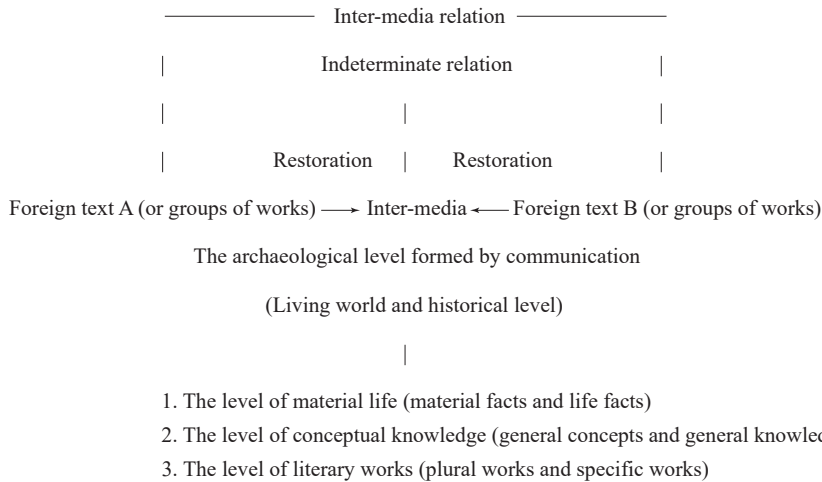 Inter-media relation
Indeterminate relation
Restoration | Restoration
Foreign text A (or groups of works) → Inter-media ← Foreign text B (or groups of works)
The archaeological level formed by communication
(Living world and historical level)
1. The level of material life (material facts and life facts)
2. The level of conceptual knowledge (general concepts and general knowled
3. The level of literary works (plural works and specific works)